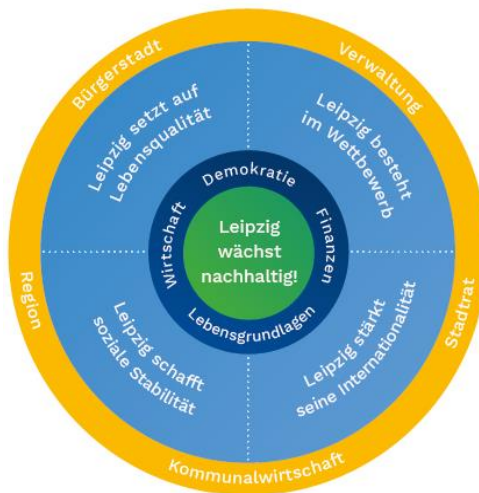 Bürgerstadt
Verwaltung
Leipzig setzt auf
Lebensqualität
Leipzig besteht
im Wettbewerb
Demokratie
Wirtschaft
Finanzen
Leipzig
wächst
nachhaltig!
Lebensgrundlagen
Region
Stadtrat
Leipzig schafft
soziale Stabilität
Leipzig stärkt
seine Internationalität
Kommunalwirtschaft